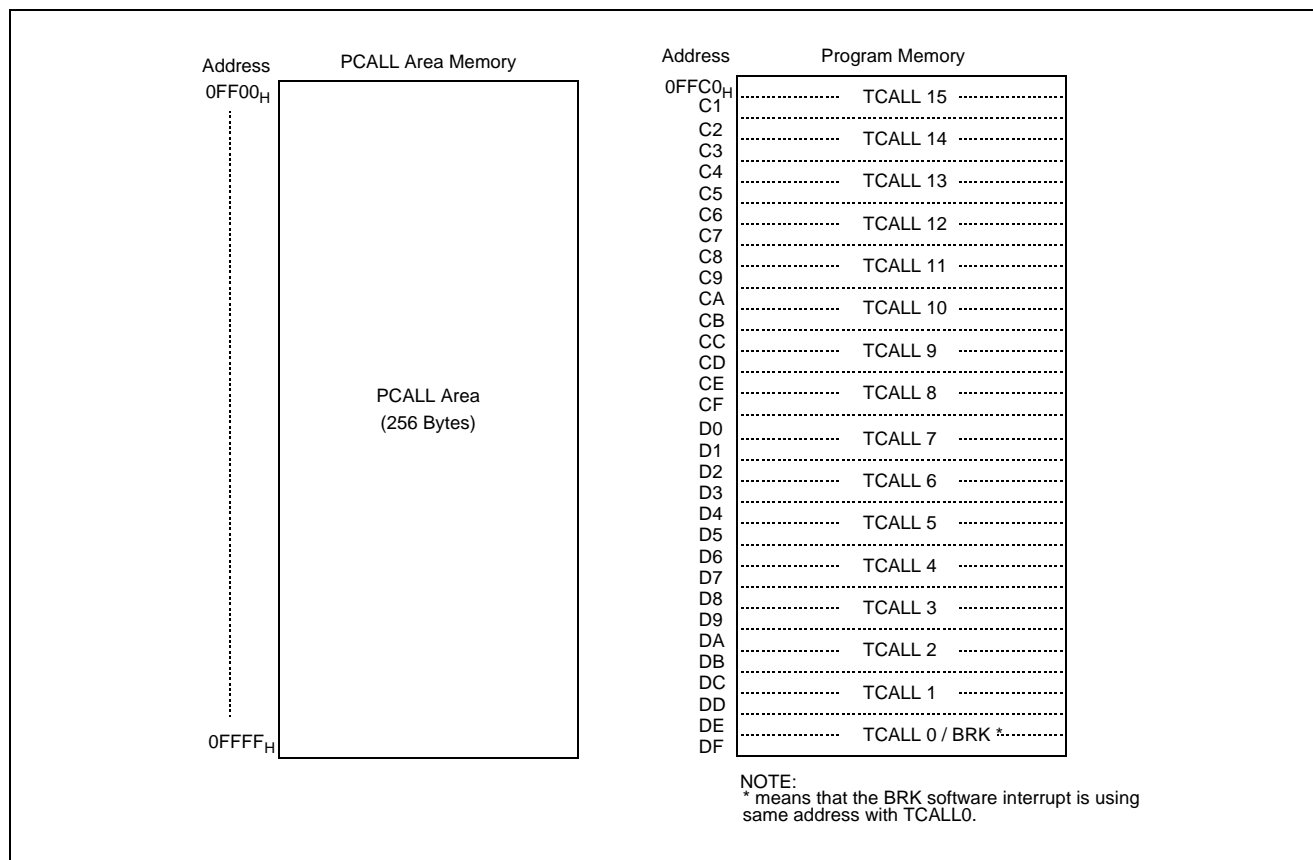 Address
PCALL Area Memory
0FF00H
PCALL Area
(256 Bytes)
0FFFFH
Address
Program Memory
0FFC0H
C1
TCALL 15
C2
C3
TCALL 14
C4
C5
TCALL 13
C6
C7
TCALL 12
C8
C9
TCALL 11
CA
CB
TCALL 10
CC
CD
TCALL 9
CE
CF
TCALL 8
D0
D1
TCALL 7
D2
D3
TCALL 6
D4
D5
TCALL 5
D6
D7
TCALL 4
D8
D9
TCALL 3
DA
DB
TCALL 2
DC
DD
TCALL 1
DE
DF
TCALL 0 / BRK *
NOTE:
* means that the BRK software interrupt is using
same address with TCALL0.